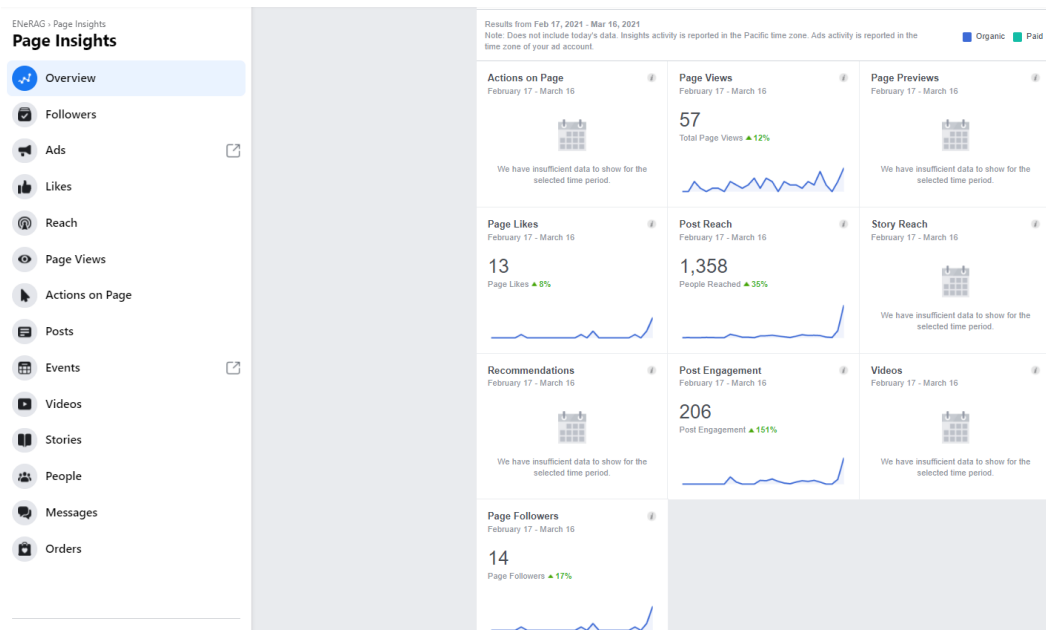 ENeRAG › Page Insights
Page Insights
Overview
Followers
Ads
Likes
Reach
Page Views
Actions on Page
Posts
Events
Videos
Stories
People
Messages
Orders
Results from Feb 17, 2021 - Mar 16, 2021
Note: Does not include today's data. Insights activity is reported in the Pacific time zone. Ads activity is reported in the
time zone of your ad account.
Organic Paid
Actions on Page
February 17 - March 16
We have insufficient data to show for the
selected time period.
Page Views
February 17 - March 16
57
Total Page Views ▲12%
Page Previews
February 17 - March 16
We have insufficient data to show for the
selected time period.
Page Likes
February 17 - March 16
13
Page Likes ▲8%
Post Reach
February 17 - March 16
1,358
People Reached ▲35%
Story Reach
February 17 - March 16
We have insufficient data to show for the
selected time period.
Recommendations
February 17 - March 16
We have insufficient data to show for the
selected time period.
Post Engagement
February 17 - March 16
206
Post Engagement ▲151%
Videos
February 17 - March 16
We have insufficient data to show for the
selected time period.
Page Followers
February 17 - March 16
14
Page Followers ▲17%